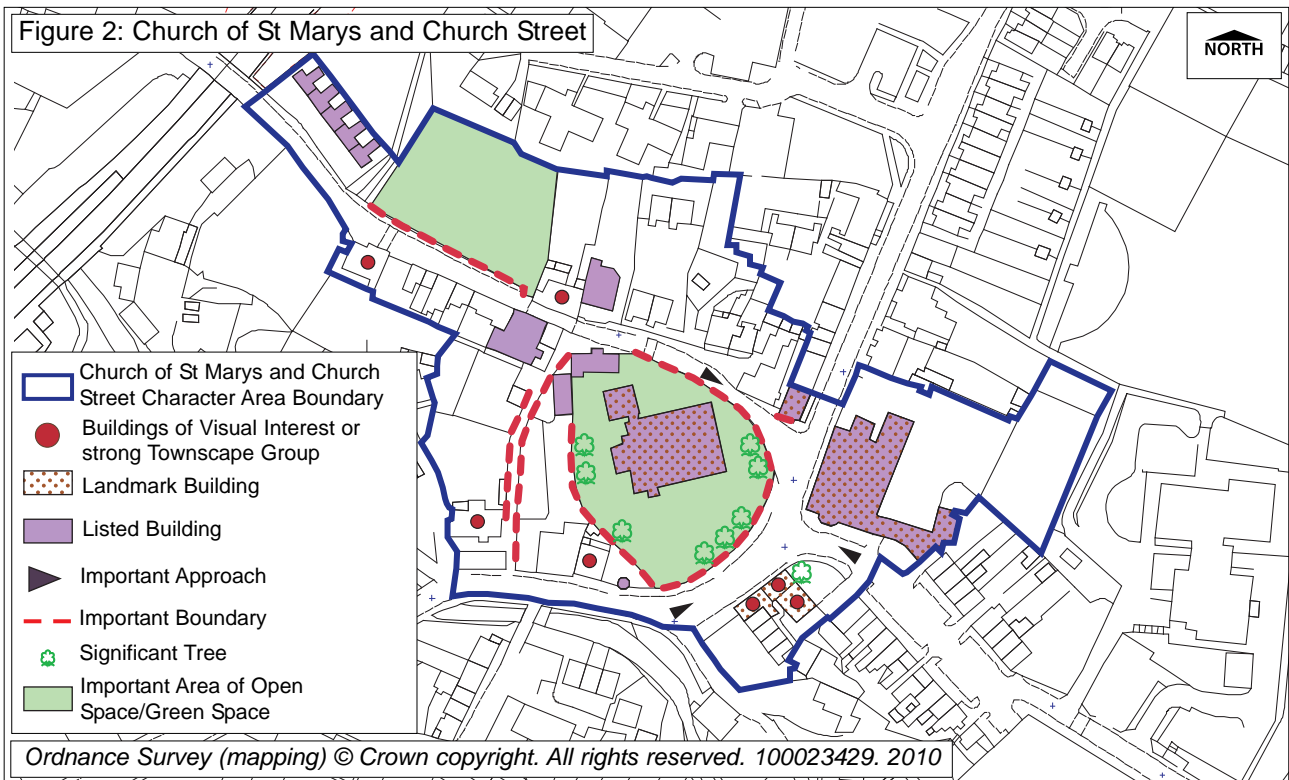 Figure 2: Church of St Marys and Church Street
NORTH
Church of St Marys and Church
Street Character Area Boundary
Buildings of Visual Interest or
strong Townscape Group
Landmark Building
Listed Building
Important Approach
Important Boundary
Significant Tree
Important Area of Open
Space/Green Space
Ordnance Survey (mapping) © Crown copyright. All rights reserved. 100023429. 2010